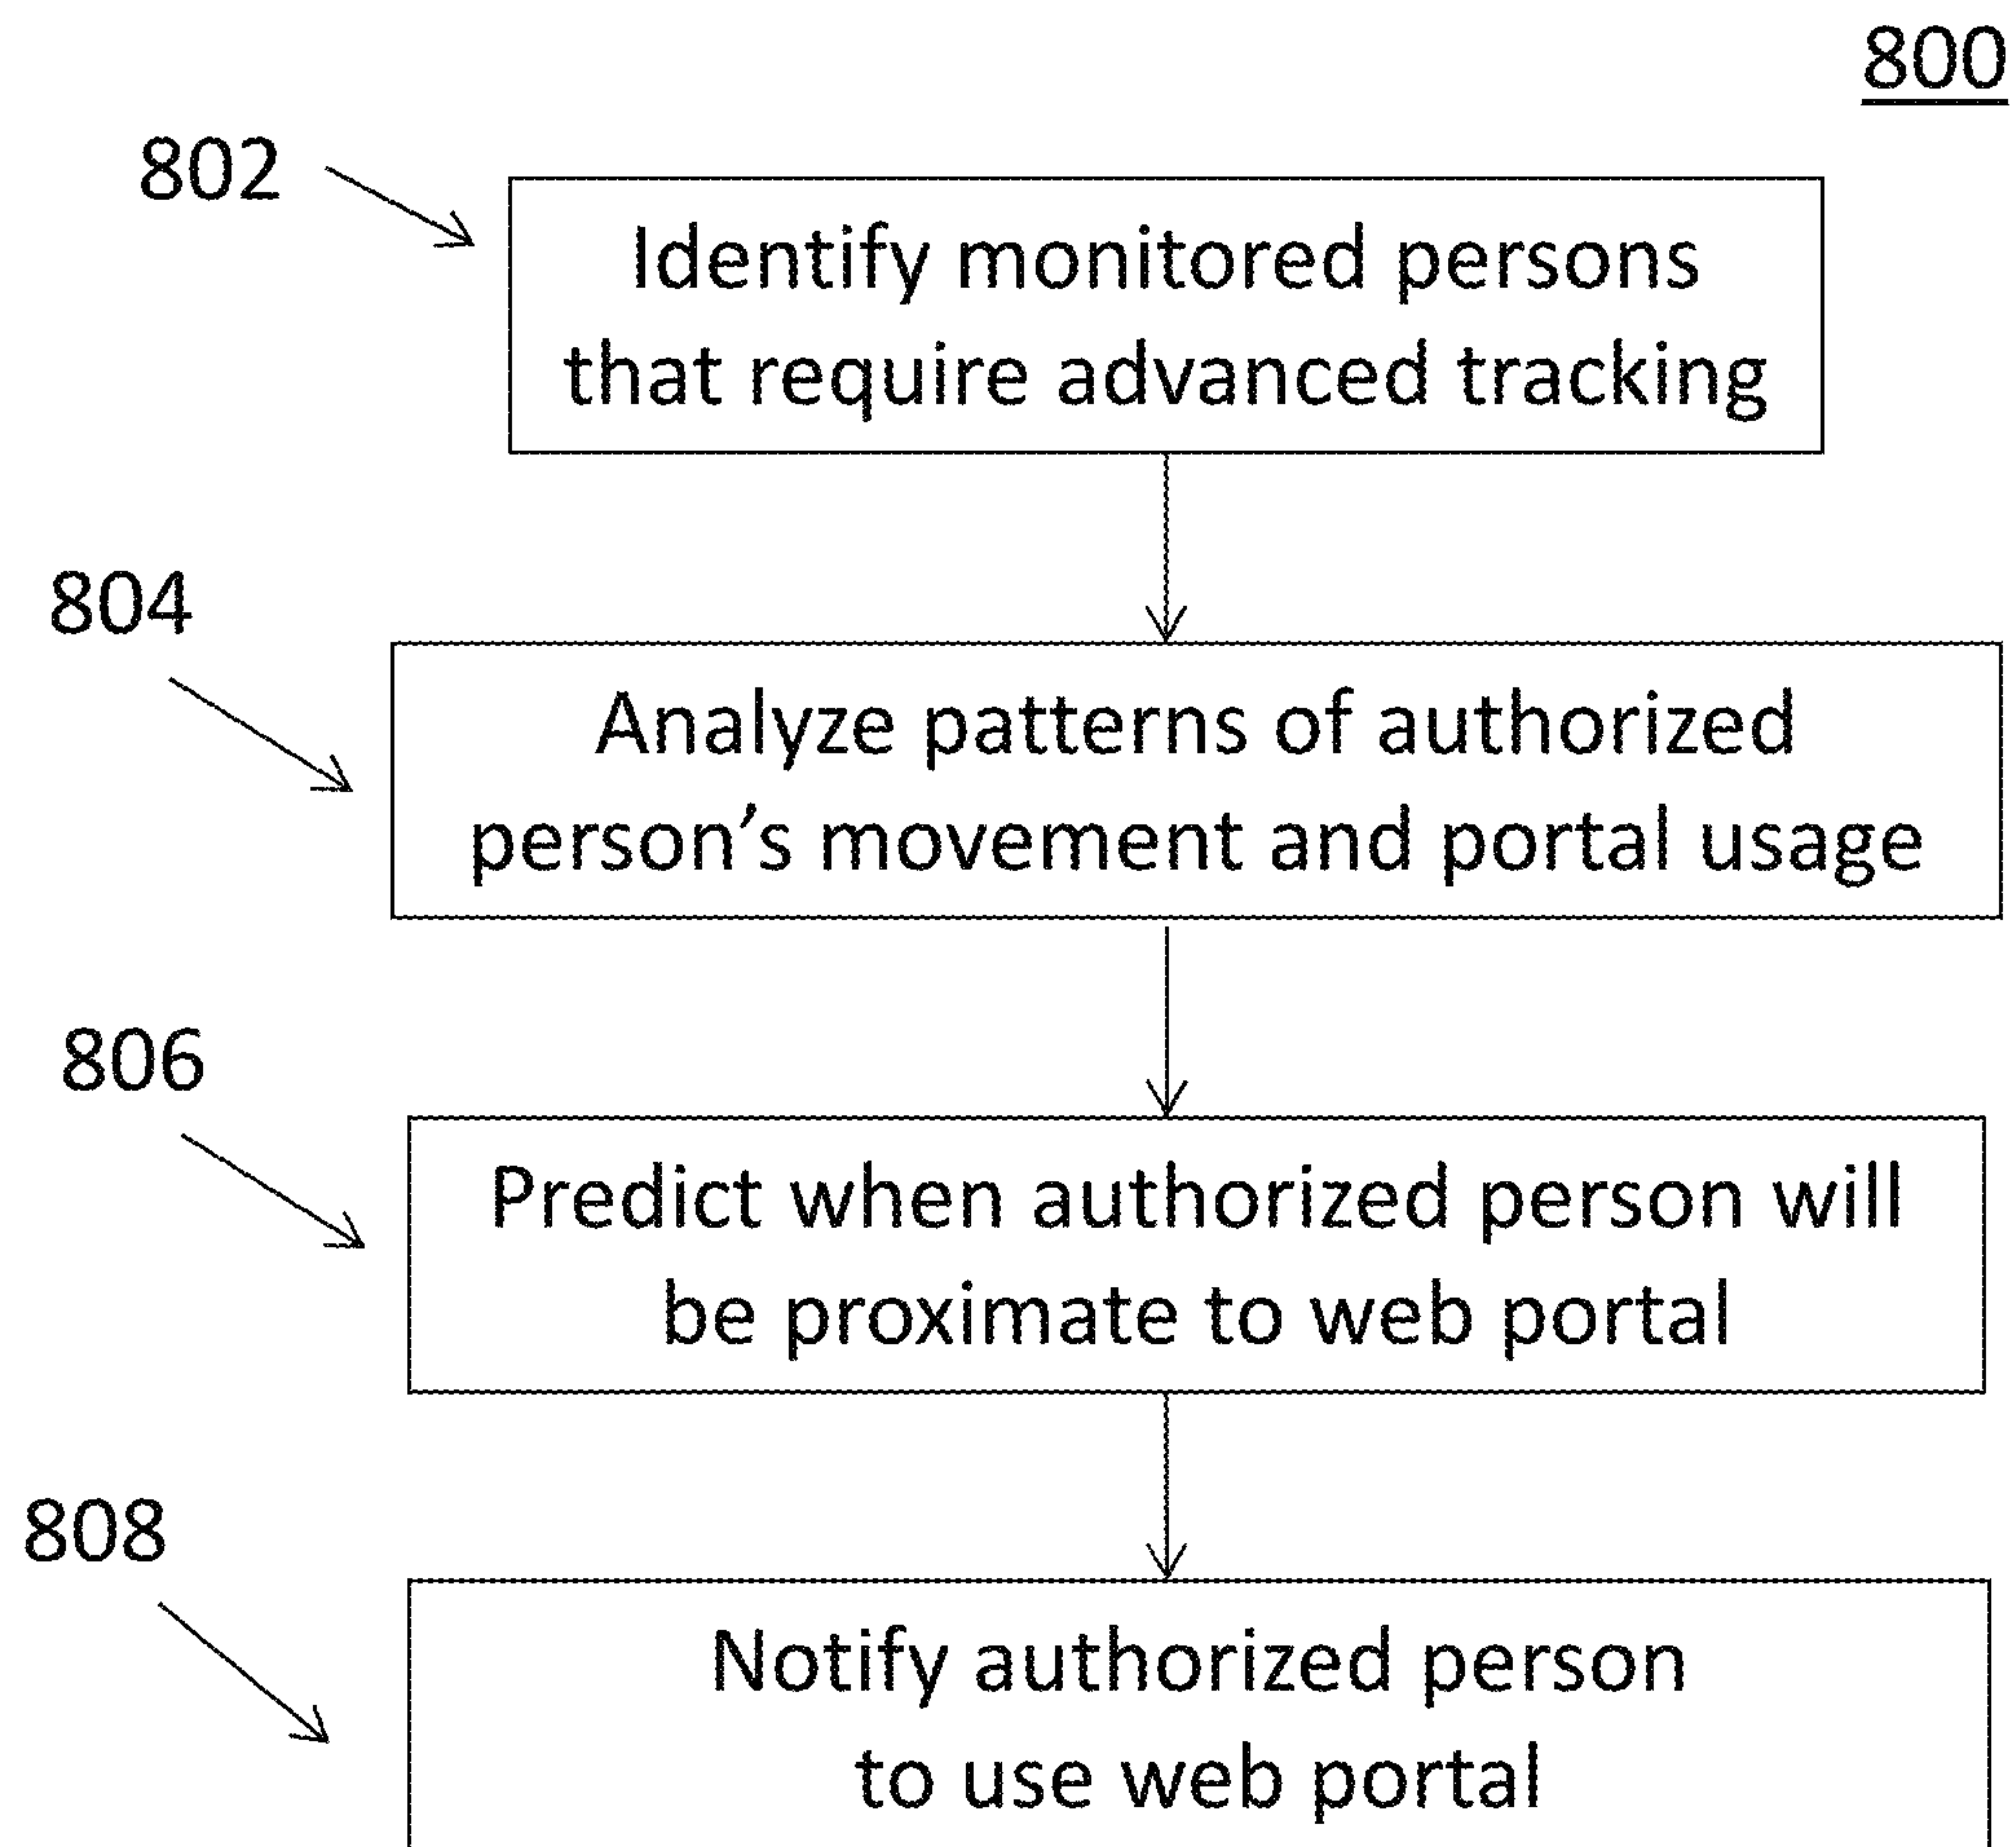 800
802
Identify monitored persons
that require advanced tracking
804
Analyze patterns of authorized
person’s movement and portal usage
806
Predict when authorized person will
be proximate to web portal
808
Notify authorized person
to use web portal